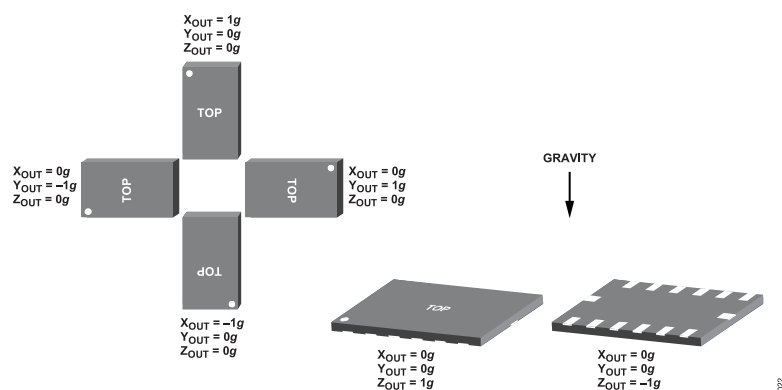 XOUT = 1g
YOUT = 0g
ZOUT = 0g
TOP
GRAVITY
XOUT = 0g
YOUT = –1g
ZOUT = 0g
TOP
TOP
XOUT = 0g
YOUT = 1g
ZOUT = 0g
TOP
XOUT = –1g
YOUT = 0g
ZOUT = 0g
TOP
XOUT = 0g
YOUT = 0g
ZOUT = 1g
XOUT = 0g
YOUT = 0g
ZOUT = –1g